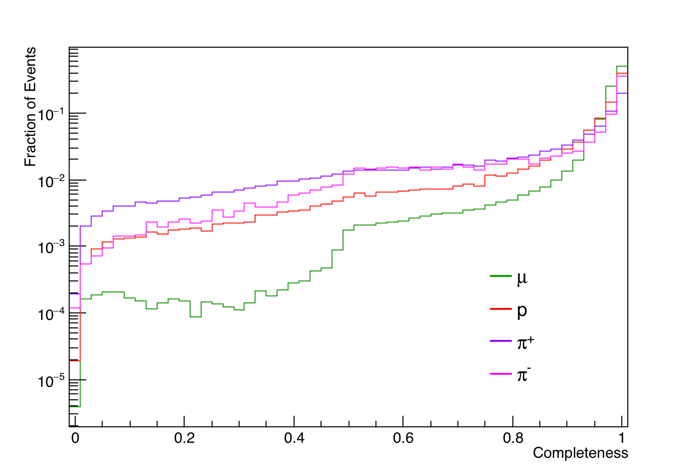 Fraction of Events
10⁻¹
10⁻²
10⁻³
10⁻⁴
10⁻⁵
μ
p
π⁺
π⁻
0 0.2 0.4 0.6 0.8 1
Completeness